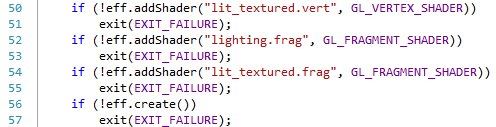 50 if (!eff.addShader("lit_textured.vert", GL_VERTEX_SHADER))
51 exit(EXIT_FAILURE);
52 if (!eff.addShader("lighting.frag", GL_FRAGMENT_SHADER))
53 exit(EXIT_FAILURE);
54 if (!eff.addShader("lit_textured.frag", GL_FRAGMENT_SHADER))
55 exit(EXIT_FAILURE);
56 if (!eff.create())
57 exit(EXIT_FAILURE);